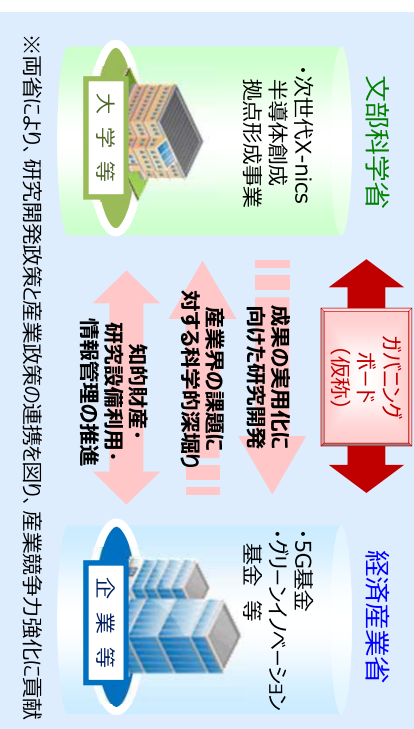 文部科学省
・次世代X-nics
半導体創成
拠点形成事業
大学等
ガバニング
ボード
（仮称）
成果の実用化に
向けた研究開発
産業界の課題に
対する科学的深堀り
知的財産・
研究設備利用・
情報管理の推進
経済産業省
・5G基金
・グリーンイノベーション
基金 等
企業等
※両省により、研究開発政策と産業政策の連携を図り、産業競争力強化に貢献